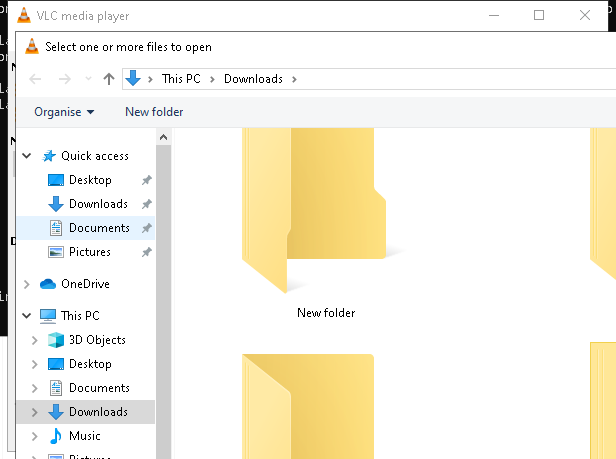 VLC media player
Select one or more files to open
This PC
Downloads
Organise
New folder
Quick access
Desktop
Downloads
Documents
Pictures
OneDrive
This PC
3D Objects
Desktop
Documents
Downloads
Music
Pictures
New folder